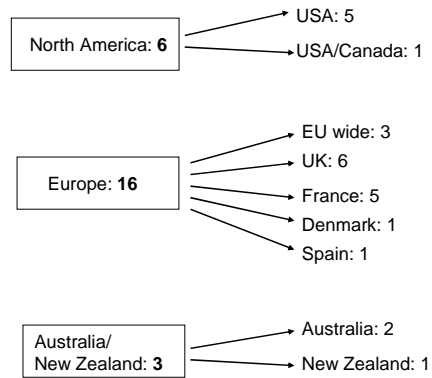 North America: 6
USA: 5
USA/Canada: 1
Europe: 16
EU wide: 3
UK: 6
France: 5
Denmark: 1
Spain: 1
Australia/
New Zealand: 3
Australia: 2
New Zealand: 1